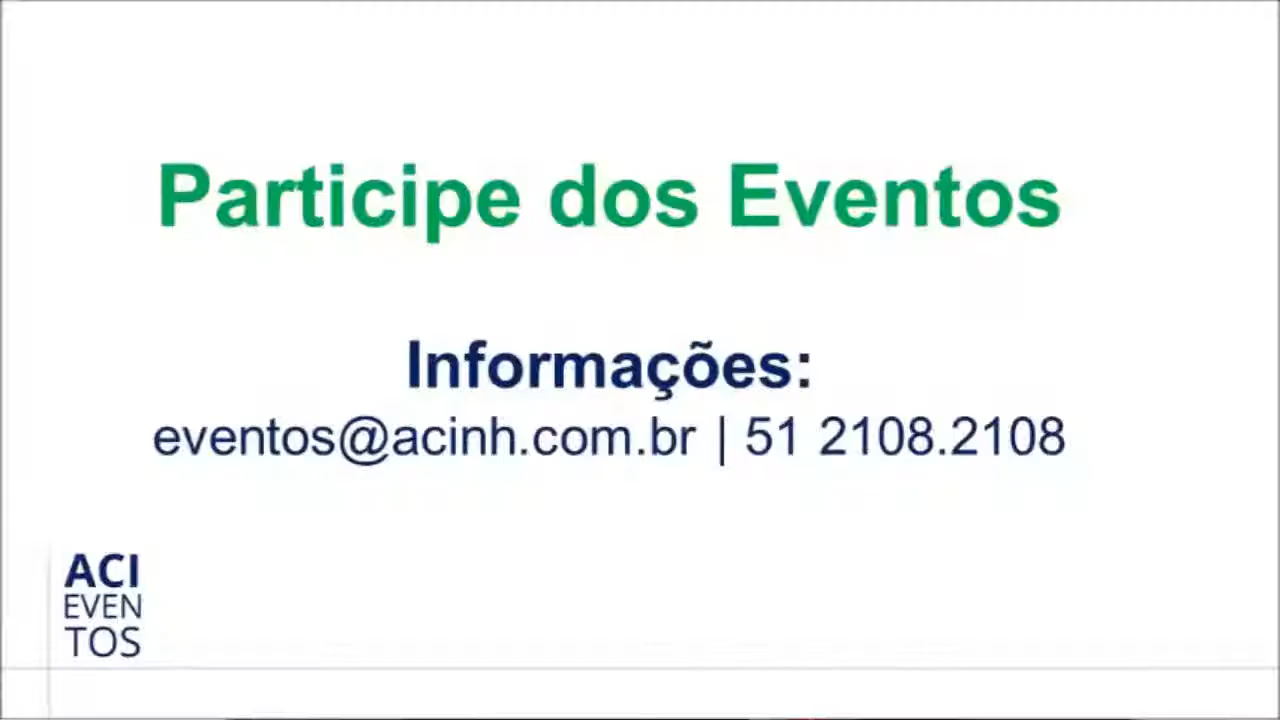 Participe dos Eventos
Informações:
eventos@acinh.com.br | 51 2108.2108
ACI
EVEN
TOS